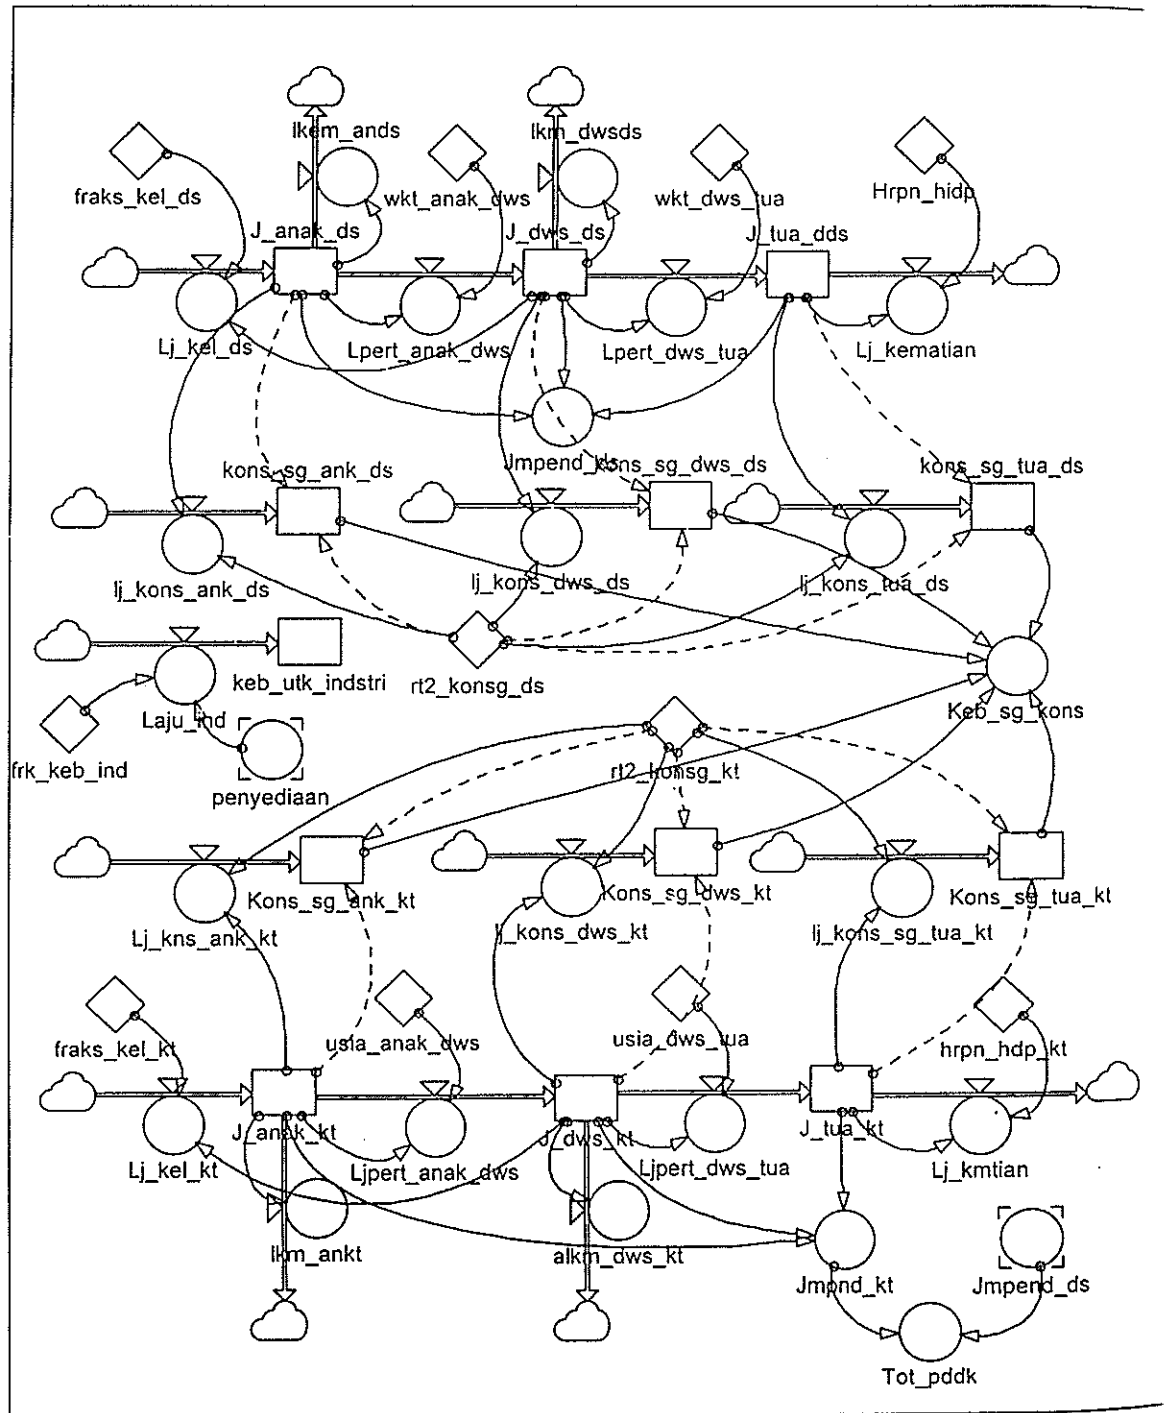 lkem_ands
lkm_dwsds
fraks_kel_ds
wkt_anak_dws
wkt_dws_tua
Hrpn_hidp
J_anak_ds
J_dws_ds
J_tua_dds
Lj_kel_ds
Lpert_anak_dws
Lpert_dws_tua
Lj_kematian
Jmpend_ds
kons_sg_ank_ds
kons_sg_dws_ds
kons_sg_tua_ds
lj_kons_ank_ds
lj_kons_dws_ds
lj_kons_tua_ds
keb_utk_indstri
rt2_konsg_ds
Laju_ind
Keb_sg_kons
frk_keb_ind
penyediaan
rt2_konsg_kt
Kons_sg_ank_kt
Kons_sg_dws_kt
Kons_sg_tua_kt
Lj_kns_ank_kt
lj_kons_dws_kt
lj_kons_sg_tua_kt
fraks_kel_kt
usia_anak_dws
usia_dws_tua
hrpn_hdp_kt
J_anak_kt
J_dws_kt
J_tua_kt
Lj_kel_kt
Ljpert_anak_dws
Ljpert_dws_tua
Lj_kmtian
lkm_ankt
alkm_dws_kt
Jmpnd_kt
Jmpend_ds
Tot_pddk